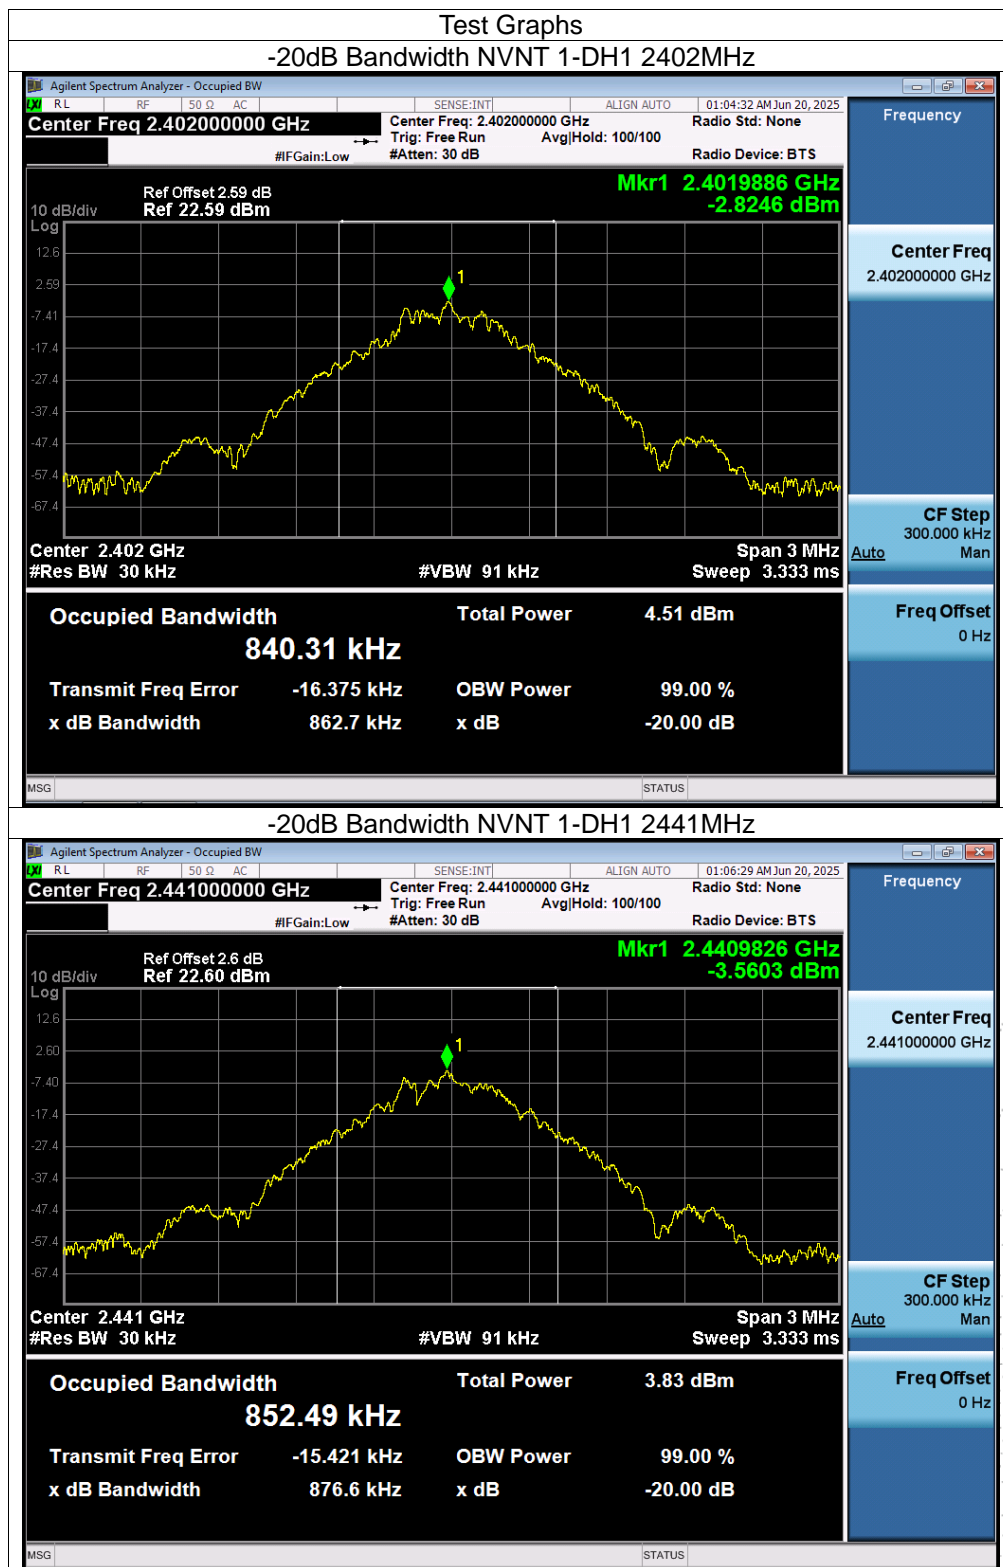 Test Graphs
-20dB Bandwidth NVNT 1-DH1 2402MHz
Agilent Spectrum Analyzer - Occupied BW
LXI RL RF 50 Ω AC SENSE:INT ALIGN AUTO 01:04:32 AM Jun 20, 2025
Center Freq 2.402000000 GHz Center Freq: 2.402000000 GHz Radio Std: None Frequency
Trig: Free Run Avg|Hold: 100/100
#IFGain:Low #Atten: 30 dB Radio Device: BTS
Mkr1 2.4019886 GHz
Ref Offset 2.59 dB -2.8246 dBm
10 dB/div Ref 22.59 dBm
Log
12.6
2.59
1
-7.41
-17.4
-27.4
-37.4
-47.4
-57.4
-67.4
Center Freq
2.402000000 GHz
CF Step
300.000 kHz
Auto Man
Center 2.402 GHz Span 3 MHz
#Res BW 30 kHz #VBW 91 kHz Sweep 3.333 ms
Freq Offset
0 Hz
Occupied Bandwidth Total Power 4.51 dBm
840.31 kHz
Transmit Freq Error -16.375 kHz OBW Power 99.00 %
x dB Bandwidth 862.7 kHz x dB -20.00 dB
MSG STATUS
-20dB Bandwidth NVNT 1-DH1 2441MHz
Agilent Spectrum Analyzer - Occupied BW
LXI RL RF 50 Ω AC SENSE:INT ALIGN AUTO 01:06:29 AM Jun 20, 2025
Center Freq 2.441000000 GHz Center Freq: 2.441000000 GHz Radio Std: None Frequency
Trig: Free Run Avg|Hold: 100/100
#IFGain:Low #Atten: 30 dB Radio Device: BTS
Mkr1 2.4409826 GHz
Ref Offset 2.6 dB -3.5603 dBm
10 dB/div Ref 22.60 dBm
Log
12.6
2.60
1
-7.40
-17.4
-27.4
-37.4
-47.4
-57.4
-67.4
Center Freq
2.441000000 GHz
CF Step
300.000 kHz
Auto Man
Center 2.441 GHz Span 3 MHz
#Res BW 30 kHz #VBW 91 kHz Sweep 3.333 ms
Freq Offset
0 Hz
Occupied Bandwidth Total Power 3.83 dBm
852.49 kHz
Transmit Freq Error -15.421 kHz OBW Power 99.00 %
x dB Bandwidth 876.6 kHz x dB -20.00 dB
MSG STATUS